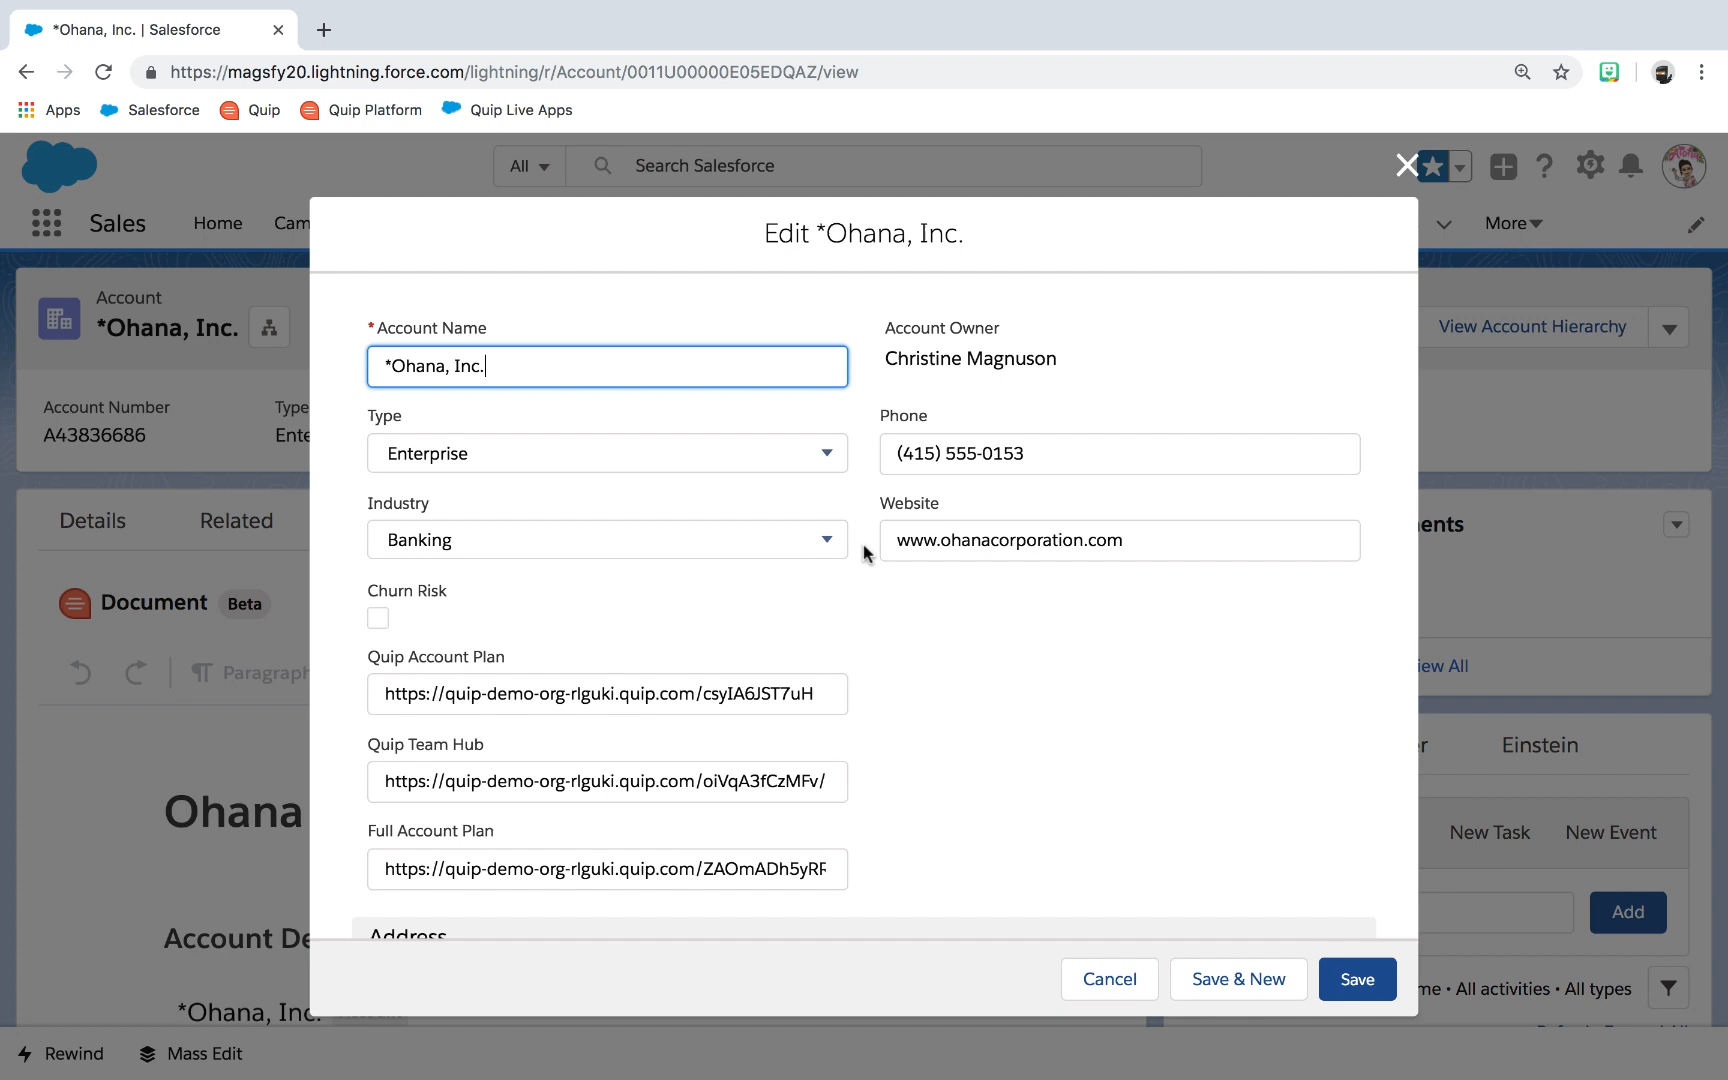 *Ohana, Inc. | Salesforce
https://magsfy20.lightning.force.com/lightning/r/Account/0011U00000E05EDQAZ/view
Apps Salesforce Quip Quip Platform Quip Live Apps
All Search Salesforce
Sales Home Cam More
Edit *Ohana, Inc.
Account
*Ohana, Inc.
View Account Hierarchy
Account Number Type
A43836686 Ente
* Account Name
*Ohana, Inc.
Account Owner
Christine Magnuson
Type
Enterprise
Phone
(415) 555-0153
Industry
Banking
Website
www.ohanacorporation.com
Churn Risk
Quip Account Plan
https://quip-demo-org-rlguki.quip.com/csyIA6JST7uH
Quip Team Hub
https://quip-demo-org-rlguki.quip.com/oiVqA3fCzMFv/
Full Account Plan
https://quip-demo-org-rlguki.quip.com/ZAOmADh5yRF
Address
Cancel Save & New Save
Details Related
Document Beta
Paragraph
Ohana
Account De
*Ohana, Inc.
ents
iew All
r Einstein
New Task New Event
Add
me • All activities • All types
Rewind Mass Edit